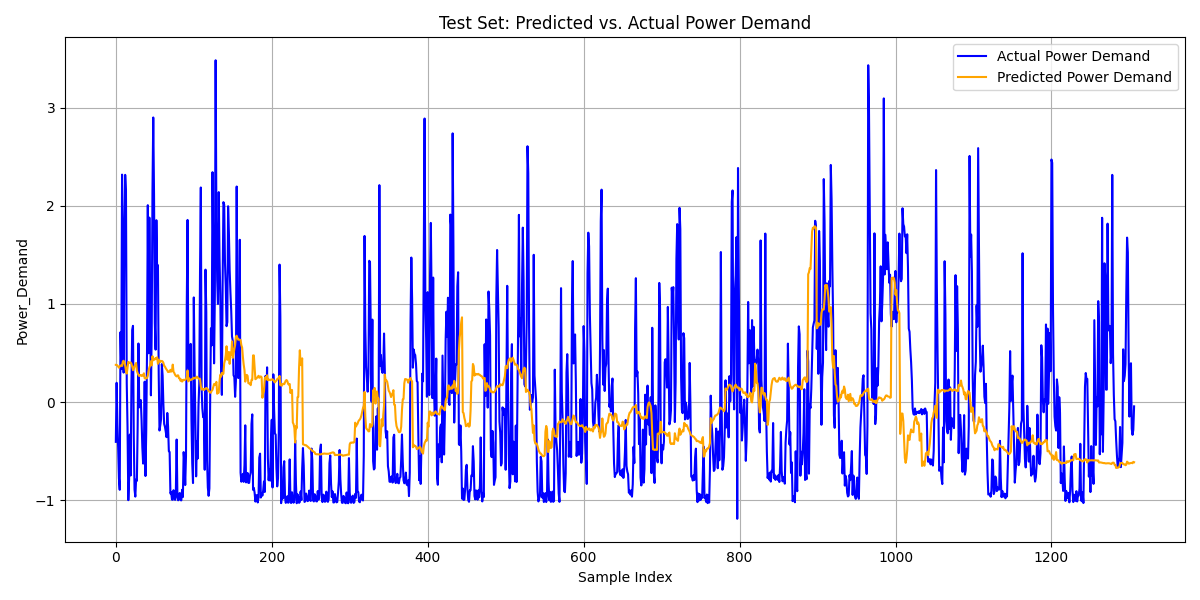 Test Set: Predicted vs. Actual Power Demand
Actual Power Demand
Predicted Power Demand
Power_Demand
3
2
1
0
−1
0 200 400 600 800 1000 1200
Sample Index